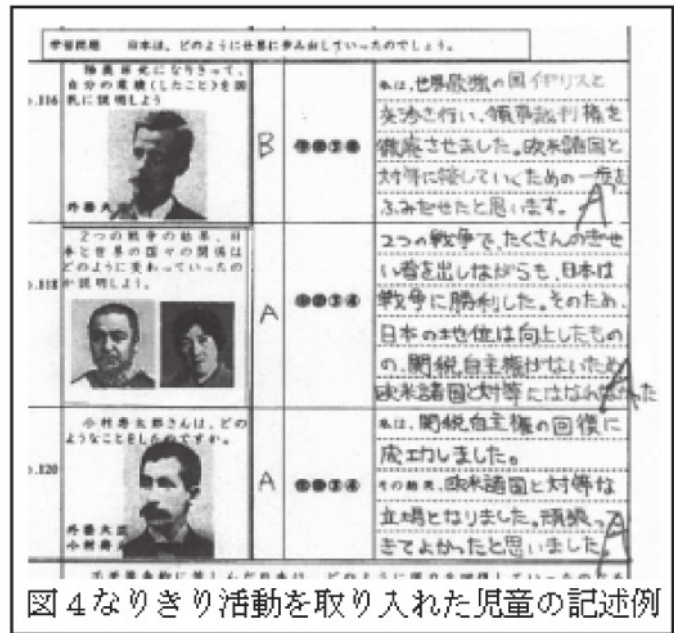 学習問題 日本は、どのように世界に歩み出していったのでしょう。
p.116
陸奥宗光になりきって、
自分の業績(したこと)を国
民に説明しよう
外務大臣
B
私は、世界最強の国イギリスと
交渉を行い、領事裁判権を
撤廃させました。欧米諸国と
対等に接していくための一歩を
ふみだせたと思います。
A
p.118
2つの戦争の結果、日
本と世界の国々の関係は
どのように変わっていったの
か説明しよう。
A
2つの戦争で、たくさんのぎせ
い者を出しながらも、日本は
戦争に勝利した。そのため、
日本の地位は向上したもの
の、関税自主権がないため
欧米諸国と対等にはなれなかった
A
p.120
小村寿太郎さんは、どの
ようなことをしたのですか。
外務大臣
小村寿
A
私は、関税自主権の回復に
成功しました。
その結果、欧米諸国と対等な
立場となりました。頑張って
きてよかったと思いました。
A
図4なりきり活動を取り入れた児童の記述例